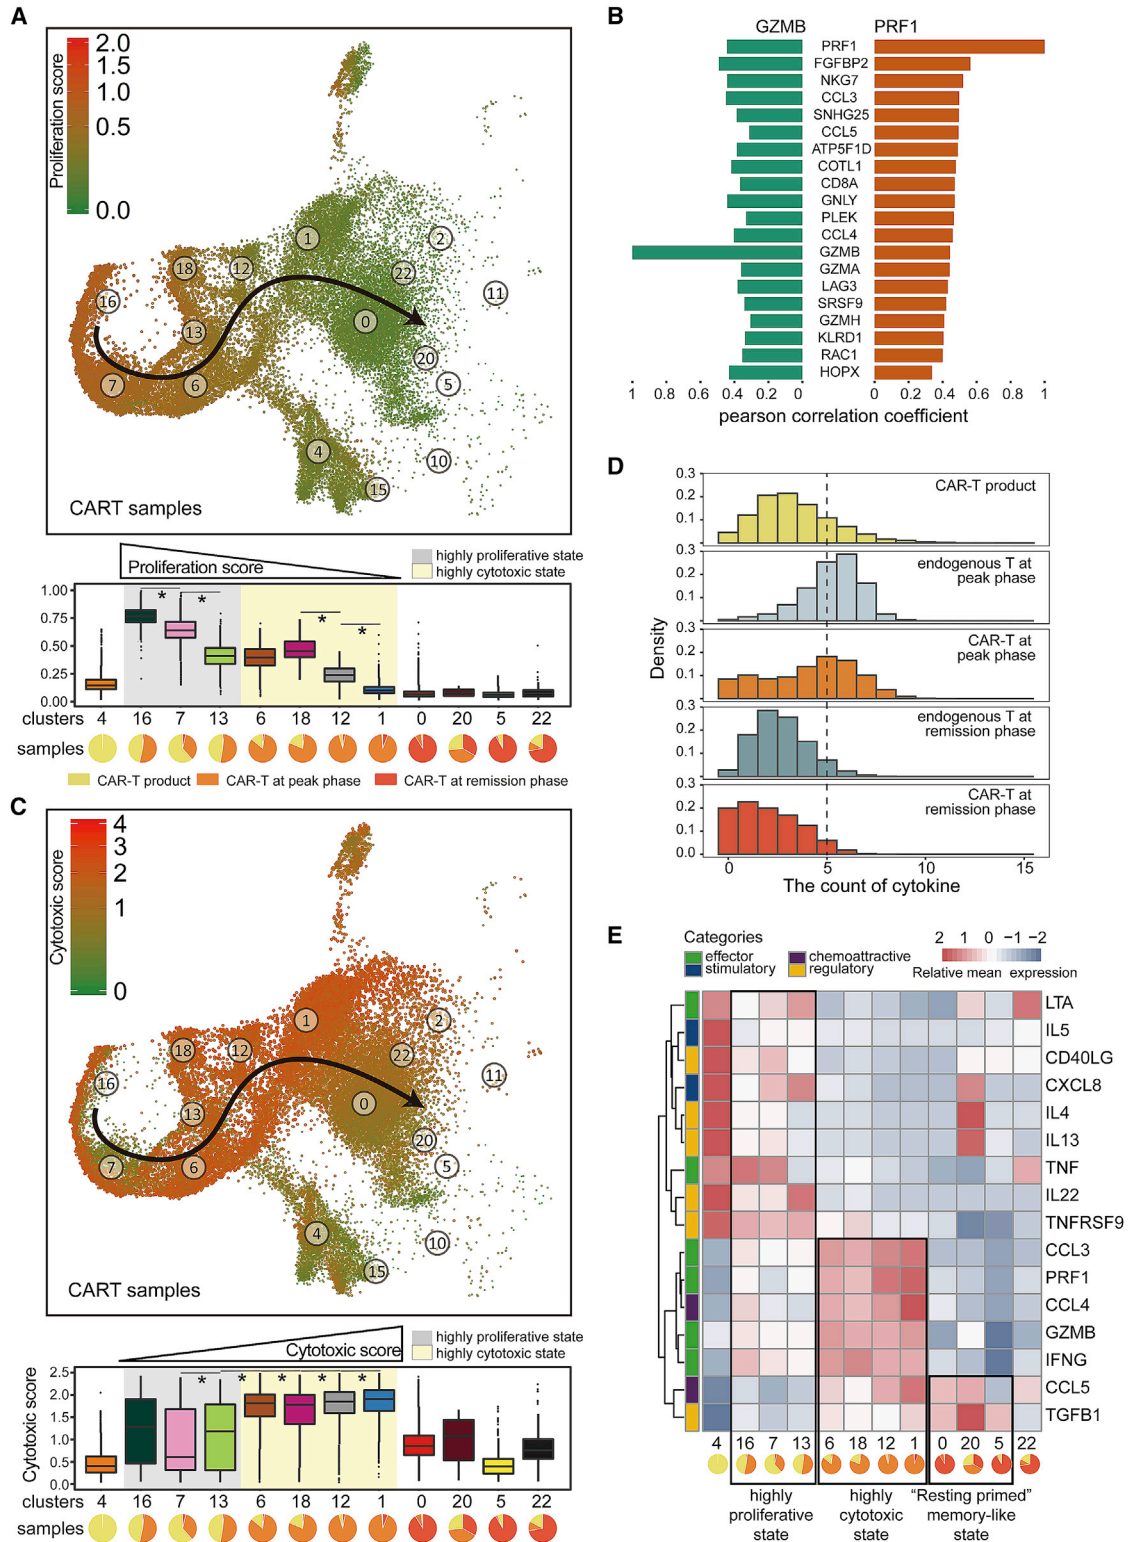 A
Proliferation score
2.0
1.5
1.0
0.5
0.0
1
2
18
12
22
11
16
0
13
20
7
6
5
4
10
15
CART samples
Proliferation score
highly proliferative state
highly cytotoxic state
1.00
0.75
0.50
0.25
0.00
* * * *
clusters 4 16 7 13 6 18 12 1 0 20 5 22
samples
CAR-T product CAR-T at peak phase CAR-T at remission phase
B
GZMB PRF1
PRF1
FGFBP2
NKG7
CCL3
SNHG25
CCL5
ATP5F1D
COTL1
CD8A
GNLY
PLEK
CCL4
GZMB
GZMA
LAG3
SRSF9
GZMH
KLRD1
RAC1
HOPX
1 0.8 0.6 0.4 0.2 0 0 0.2 0.4 0.6 0.8 1
pearson correlation coefficient
C
Cytotoxic score
4
3
2
1
0
1
2
18
12
22
11
16
0
13
20
7
6
5
4
10
15
CART samples
Cytotoxic score
highly proliferative state
highly cytotoxic state
Cytotoxic score
2.5
2.0
1.5
1.0
0.5
0.0
* * * * *
clusters 4 16 7 13 6 18 12 1 0 20 5 22
samples
D
Density
0.3
0.2
0.1
CAR-T product
0.3
0.2
0.1
endogenous T at
peak phase
0.3
0.2
0.1
CAR-T at
peak phase
0.3
0.2
0.1
endogenous T at
remission phase
0.3
0.2
0.1
0.0
CAR-T at
remission phase
0 5 10 15
The count of cytokine
E
Categories
effector
stimulatory
chemoattractive
regulatory
2 1 0 −1 −2
Relative mean expression
LTA
IL5
CD40LG
CXCL8
IL4
IL13
TNF
IL22
TNFRSF9
CCL3
PRF1
CCL4
GZMB
IFNG
CCL5
TGFB1
4 16 7 13 6 18 12 1 0 20 5 22
highly
proliferative
state
highly
cytotoxic
state
“Resting primed”
memory-like
state